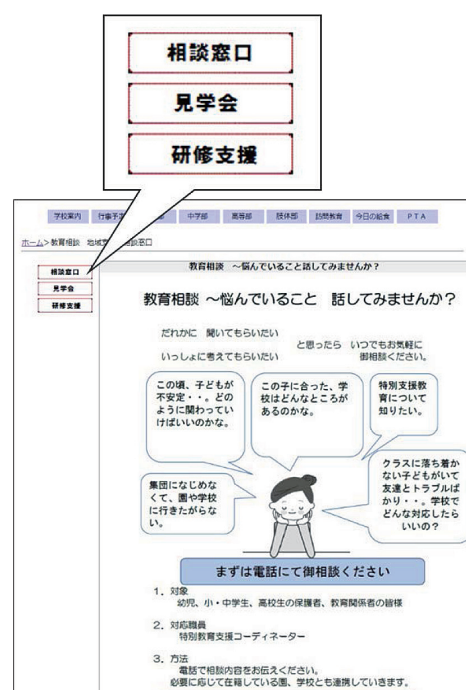 相談窓口
見学会
研修支援
学校案内 行事予 部 中学部 高等部 肢体部 訪問教育 今日の給食 PTA
ホーム>教育相談 地域支 相談窓口
相談窓口
見学会
研修支援
教育相談 ~悩んでいること話してみませんか?
教育相談 ~悩んでいること 話してみませんか?
だれかに 聞いてもらいたい
と思ったら いつでもお気軽に
いっしょに考えてもらいたい
御相談ください。
この頃、子どもが
不安定・・。どの
ように関わってい
けばいいのかな。
この子に合った、学
校はどんなところが
あるのかな。
特別支援教
育について
知りたい。
集団になじめな
くて、園や学校
に行きたがらな
い。
クラスに落ち着か
ない子どもがいて
友達とトラブルば
かり・・。学校で
どんな対応したら
いいの?
まずは電話にて御相談ください
1.対象
幼児、小・中学生、高校生の保護者、教育関係者の皆様
2.対応職員
特別教育支援コーディネーター
3.方法
電話で相談内容をお伝えください。
必要に応じて在籍している園、学校とも連携していきます。